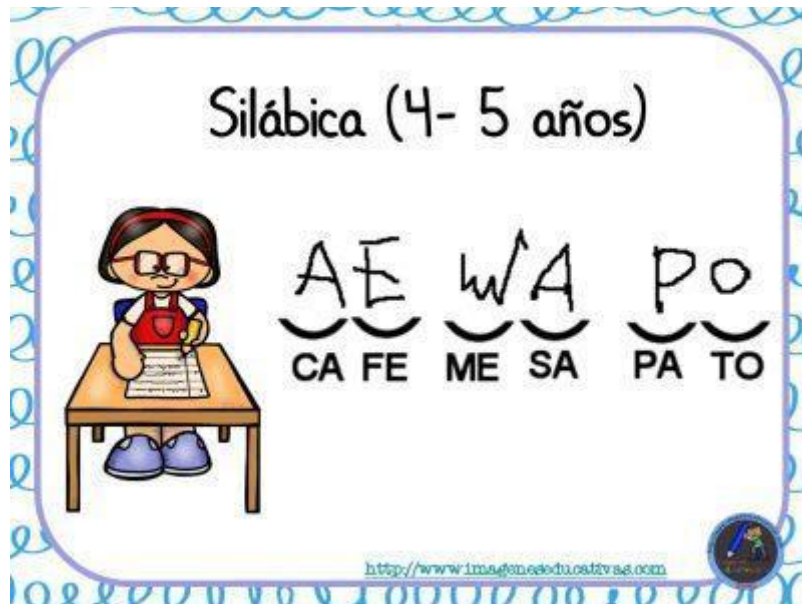 Silábica (4- 5 años)
AE WA PO
CA FE ME SA PA TO
http://www.imageneseducativas.com